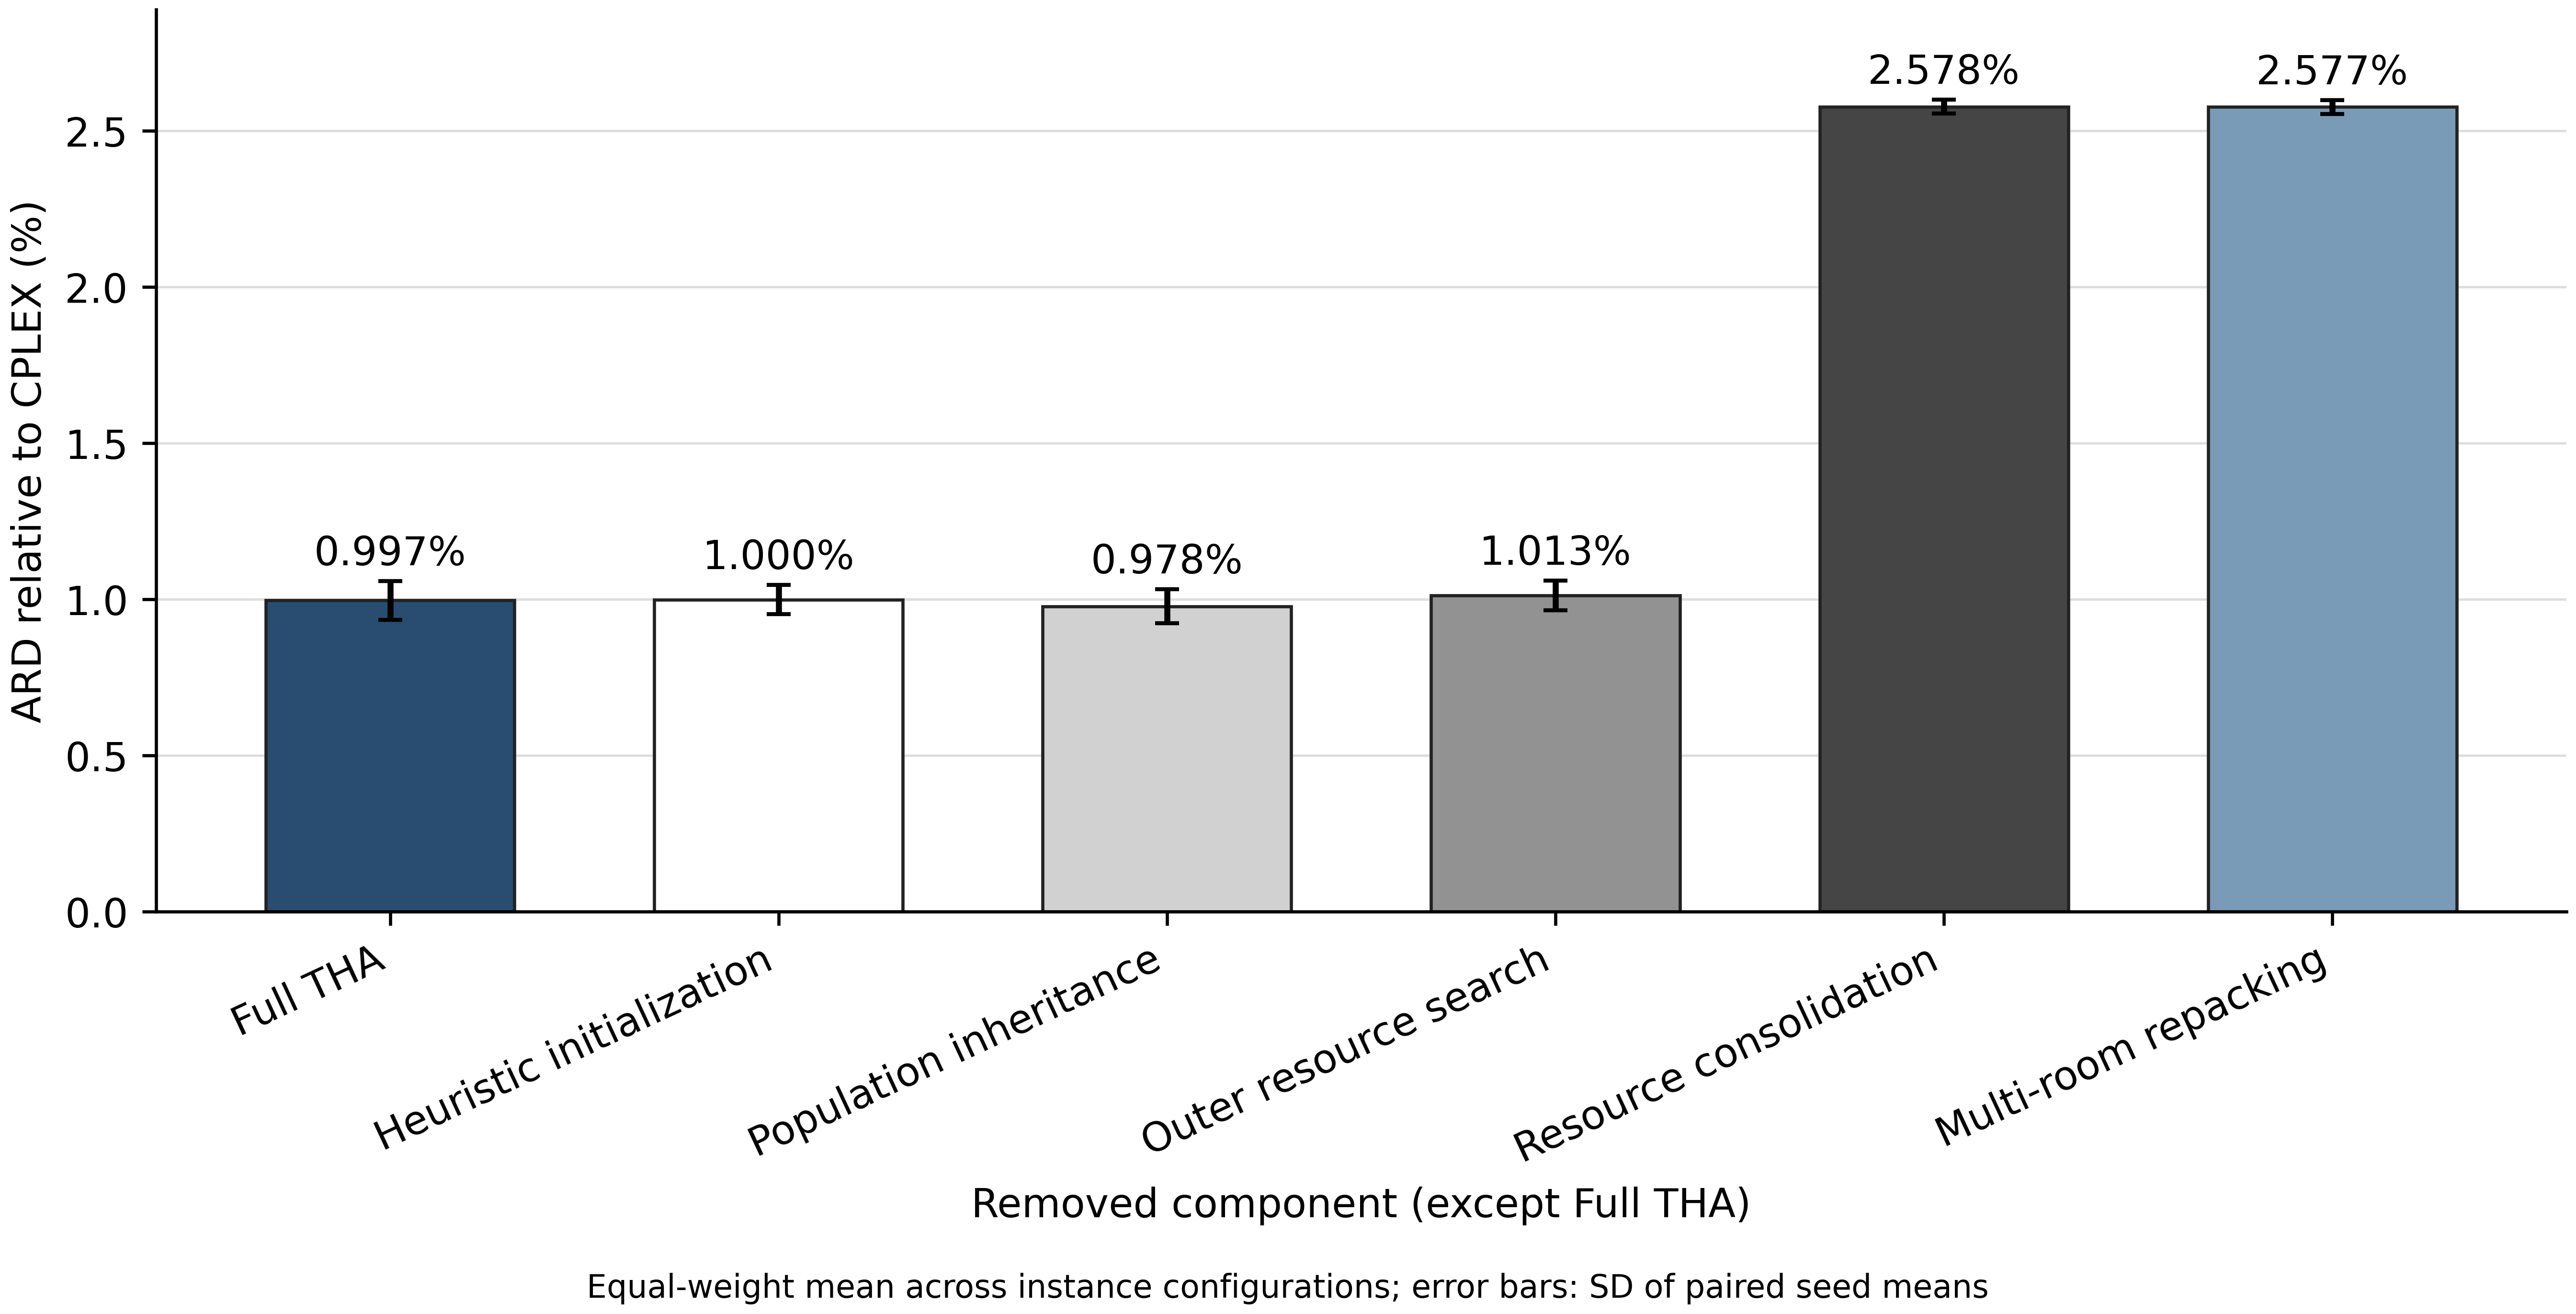 ARD relative to CPLEX (%)
2.5
2.0
1.5
1.0
0.5
0.0
0.997%
1.000%
0.978%
1.013%
2.578%
2.577%
Full THA
Heuristic initialization
Population inheritance
Outer resource search
Resource consolidation
Multi-room repacking
Removed component (except Full THA)
Equal-weight mean across instance configurations; error bars: SD of paired seed means